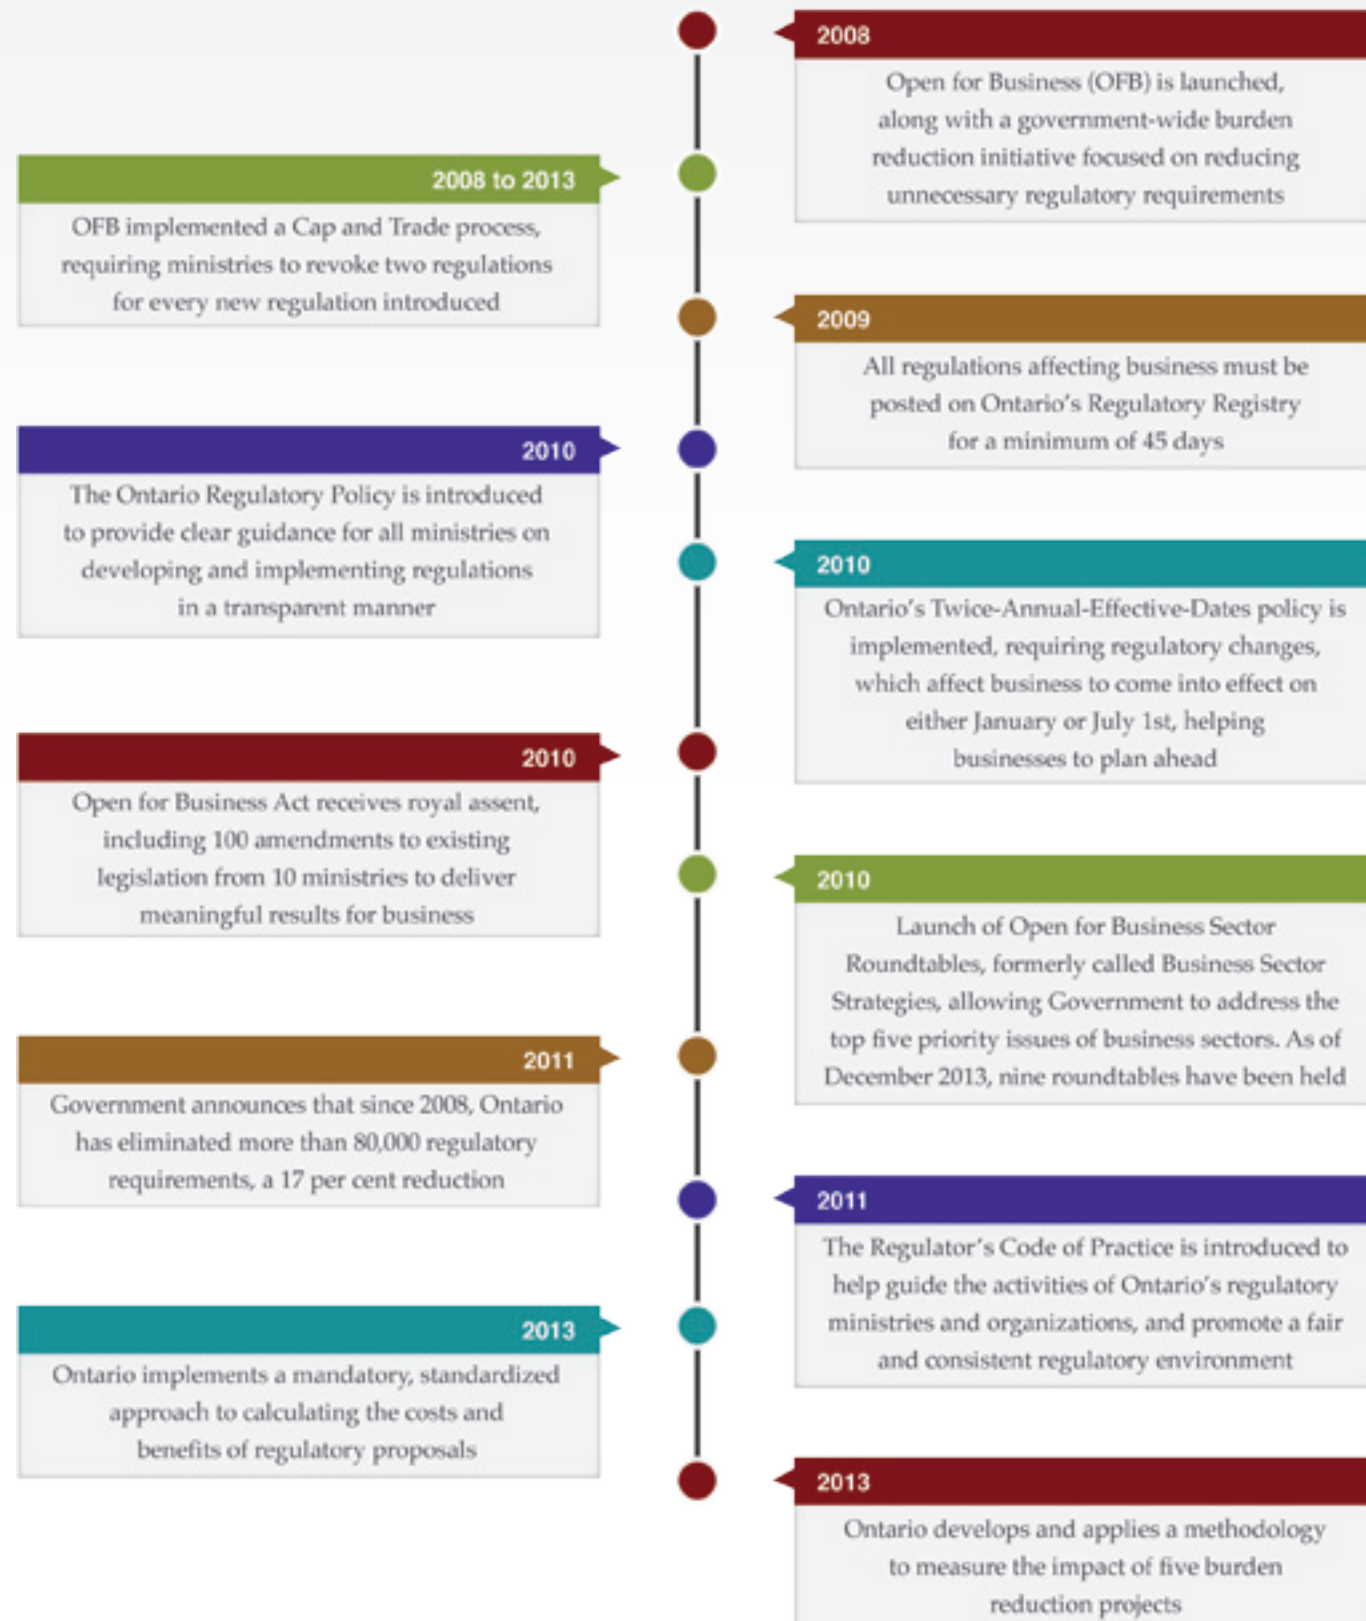 2008
Open for Business (OFB) is launched,
along with a government-wide burden
reduction initiative focused on reducing
unnecessary regulatory requirements
2008 to 2013
OFB implemented a Cap and Trade process,
requiring ministries to revoke two regulations
for every new regulation introduced
2009
All regulations affecting business must be
posted on Ontario's Regulatory Registry
for a minimum of 45 days
2010
The Ontario Regulatory Policy is introduced
to provide clear guidance for all ministries on
developing and implementing regulations
in a transparent manner
2010
Ontario's Twice-Annual-Effective-Dates policy is
implemented, requiring regulatory changes,
which affect business to come into effect on
either January or July 1st, helping
businesses to plan ahead
2010
Open for Business Act receives royal assent,
including 100 amendments to existing
legislation from 10 ministries to deliver
meaningful results for business
2010
Launch of Open for Business Sector
Roundtables, formerly called Business Sector
Strategies, allowing Government to address the
top five priority issues of business sectors. As of
December 2013, nine roundtables have been held
2011
Government announces that since 2008, Ontario
has eliminated more than 80,000 regulatory
requirements, a 17 per cent reduction
2011
The Regulator's Code of Practice is introduced to
help guide the activities of Ontario's regulatory
ministries and organizations, and promote a fair
and consistent regulatory environment
2013
Ontario implements a mandatory, standardized
approach to calculating the costs and
benefits of regulatory proposals
2013
Ontario develops and applies a methodology
to measure the impact of five burden
reduction projects